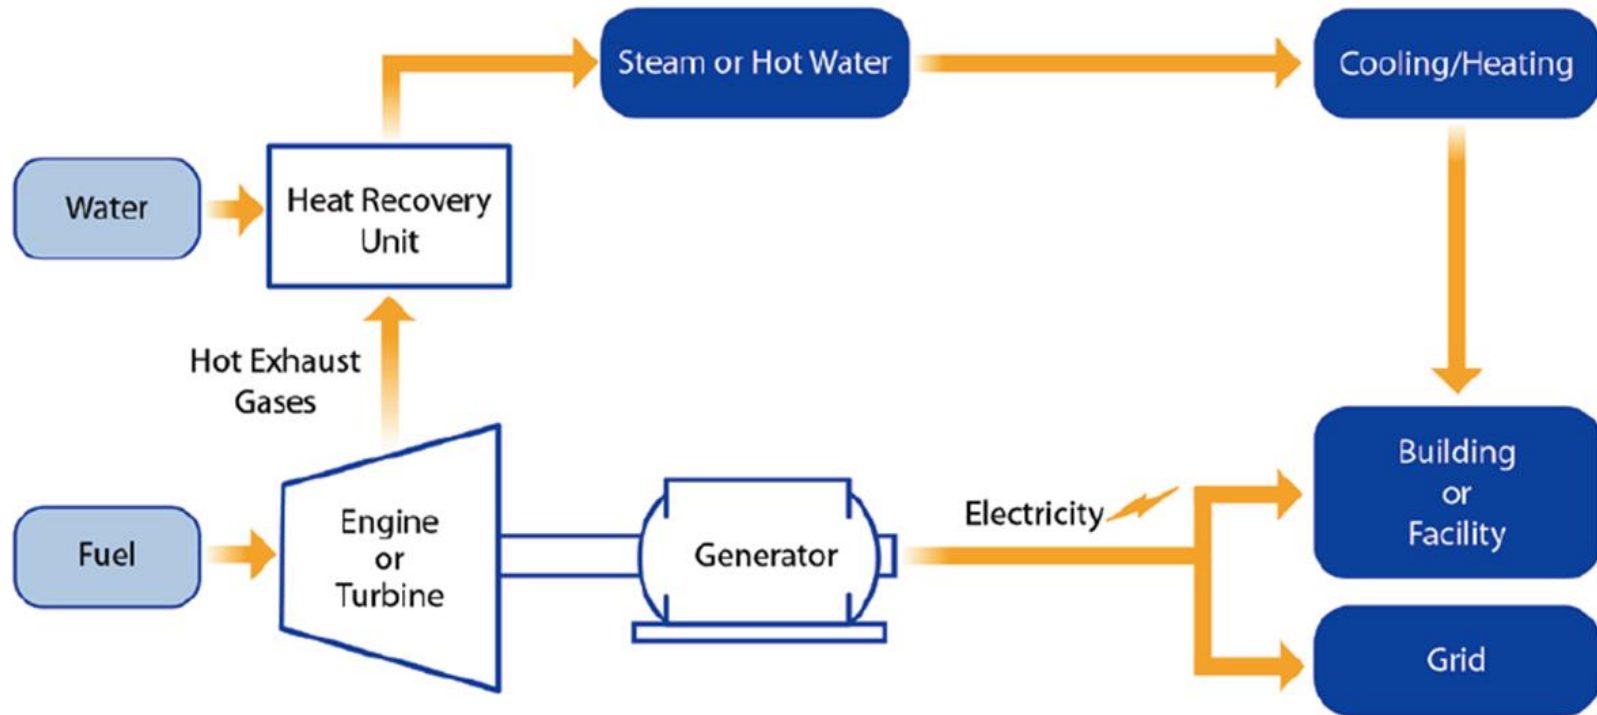 Steam or Hot Water
Cooling/Heating
Water
Heat Recovery
Unit
Hot Exhaust
Gases
Fuel
Engine
or
Turbine
Generator
Electricity
Building
or
Facility
Grid